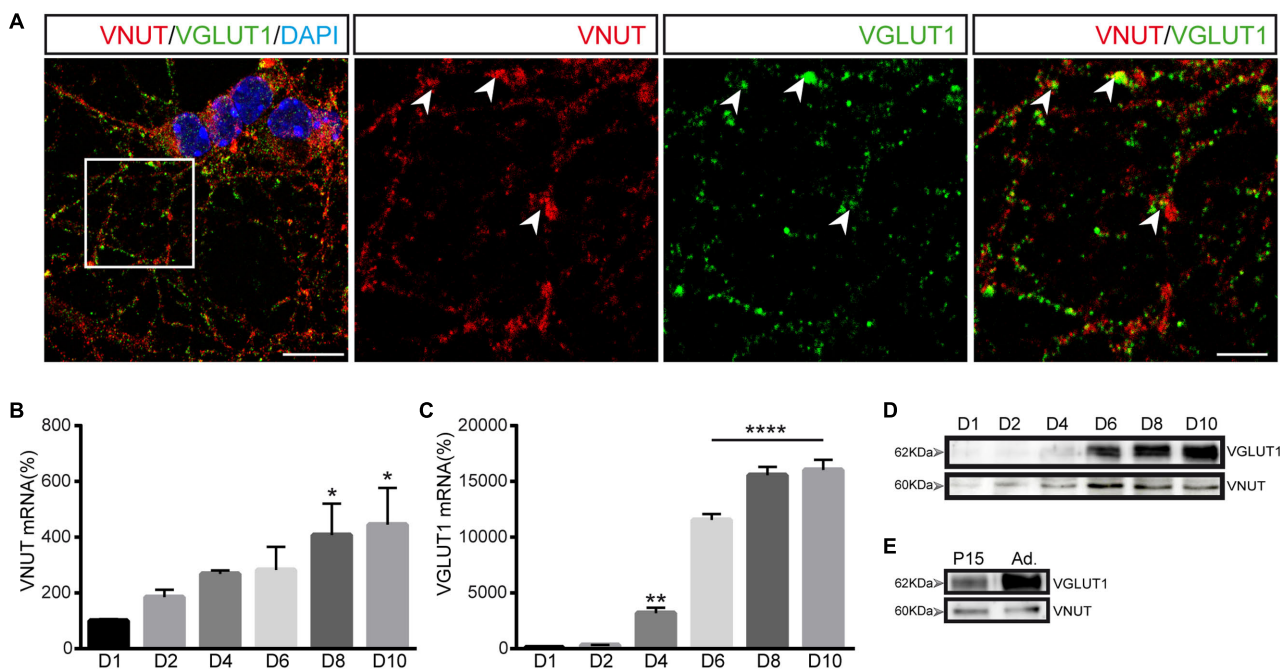 A
VNUT/VGLUT1/DAPI
VNUT
VGLUT1
VNUT/VGLUT1
B
VNUT mRNA(%)
800
600
400
200
0
* *
D1 D2 D4 D6 D8 D10
C
VGLUT1 mRNA(%)
20000
15000
10000
5000
0
**
****
D1 D2 D4 D6 D8 D10
D
D1 D2 D4 D6 D8 D10
62KDa VGLUT1
60KDa VNUT
E
P15 Ad.
62KDa VGLUT1
60KDa VNUT